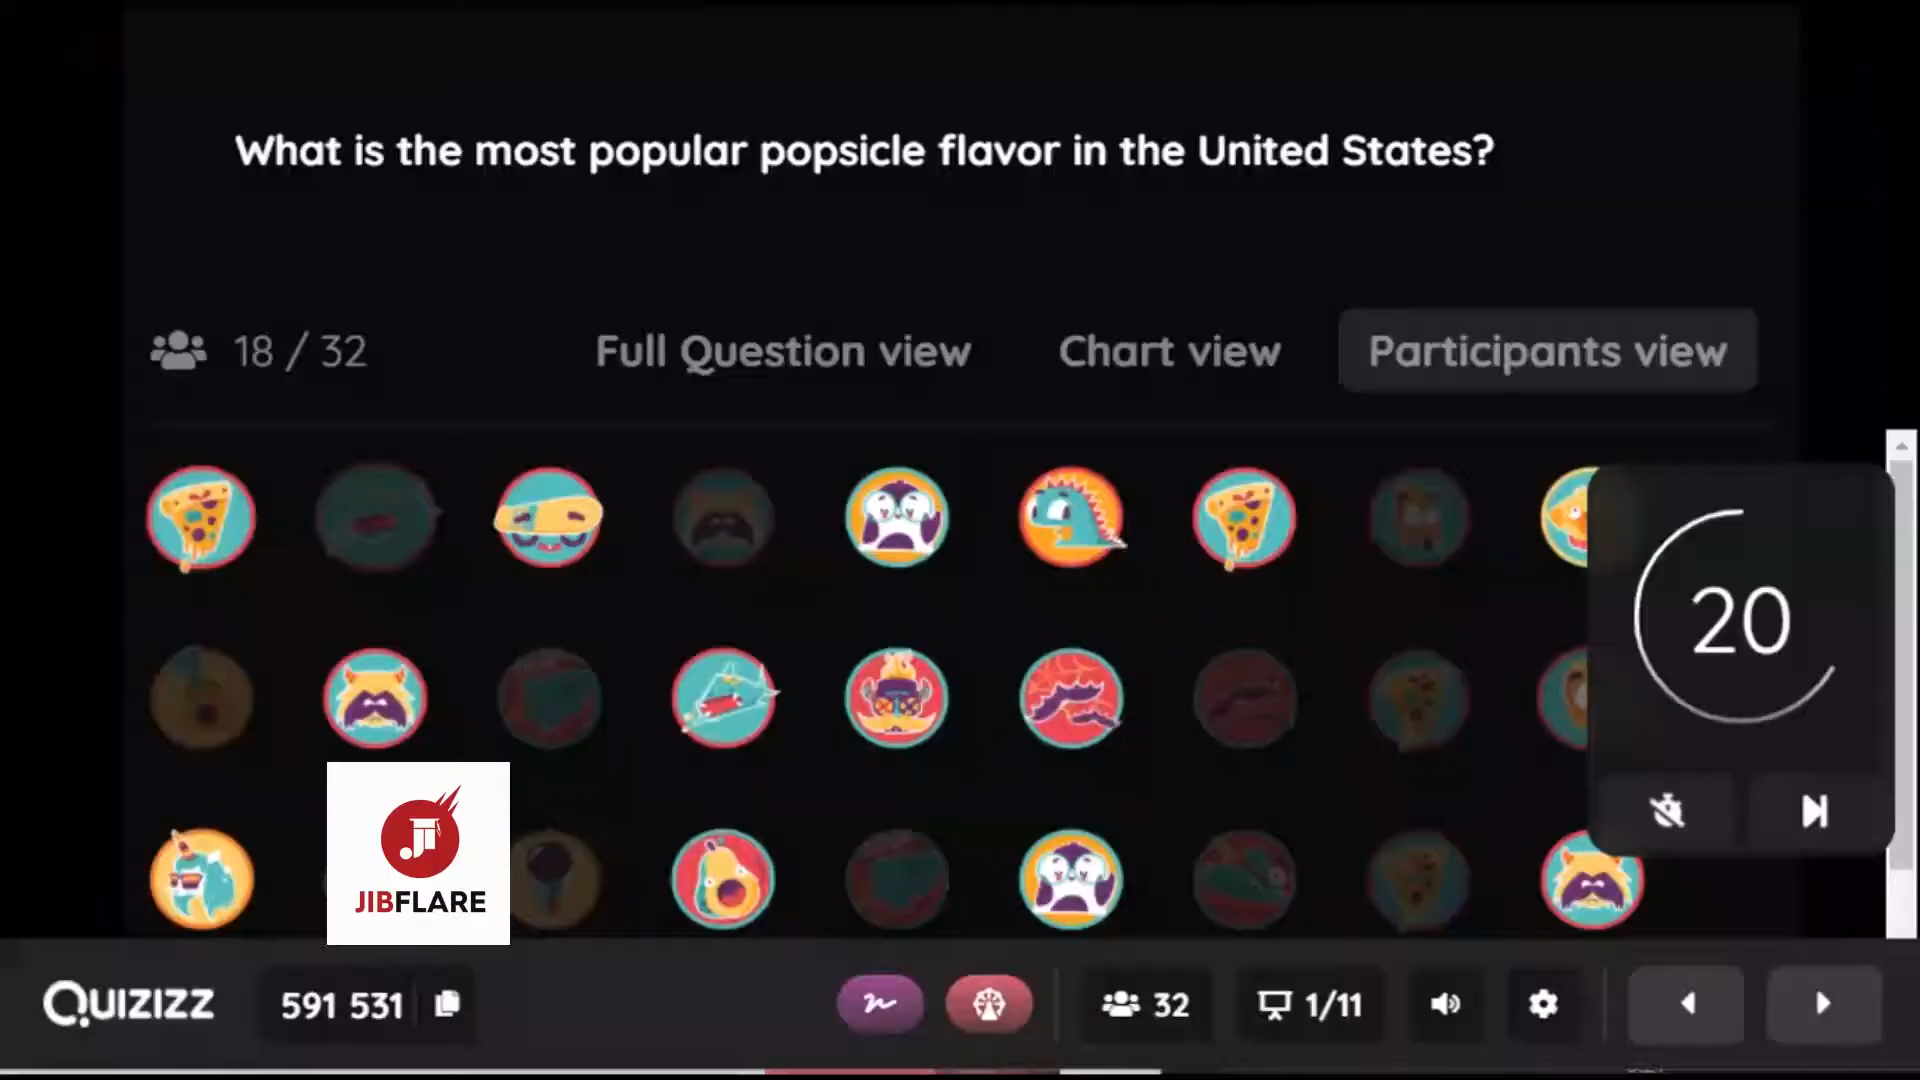 What is the most popular popsicle flavor in the United States?
18 / 32
Full Question view
Chart view
Participants view
20
JIBFLARE
QUIZIZZ
591 531
32
1/11